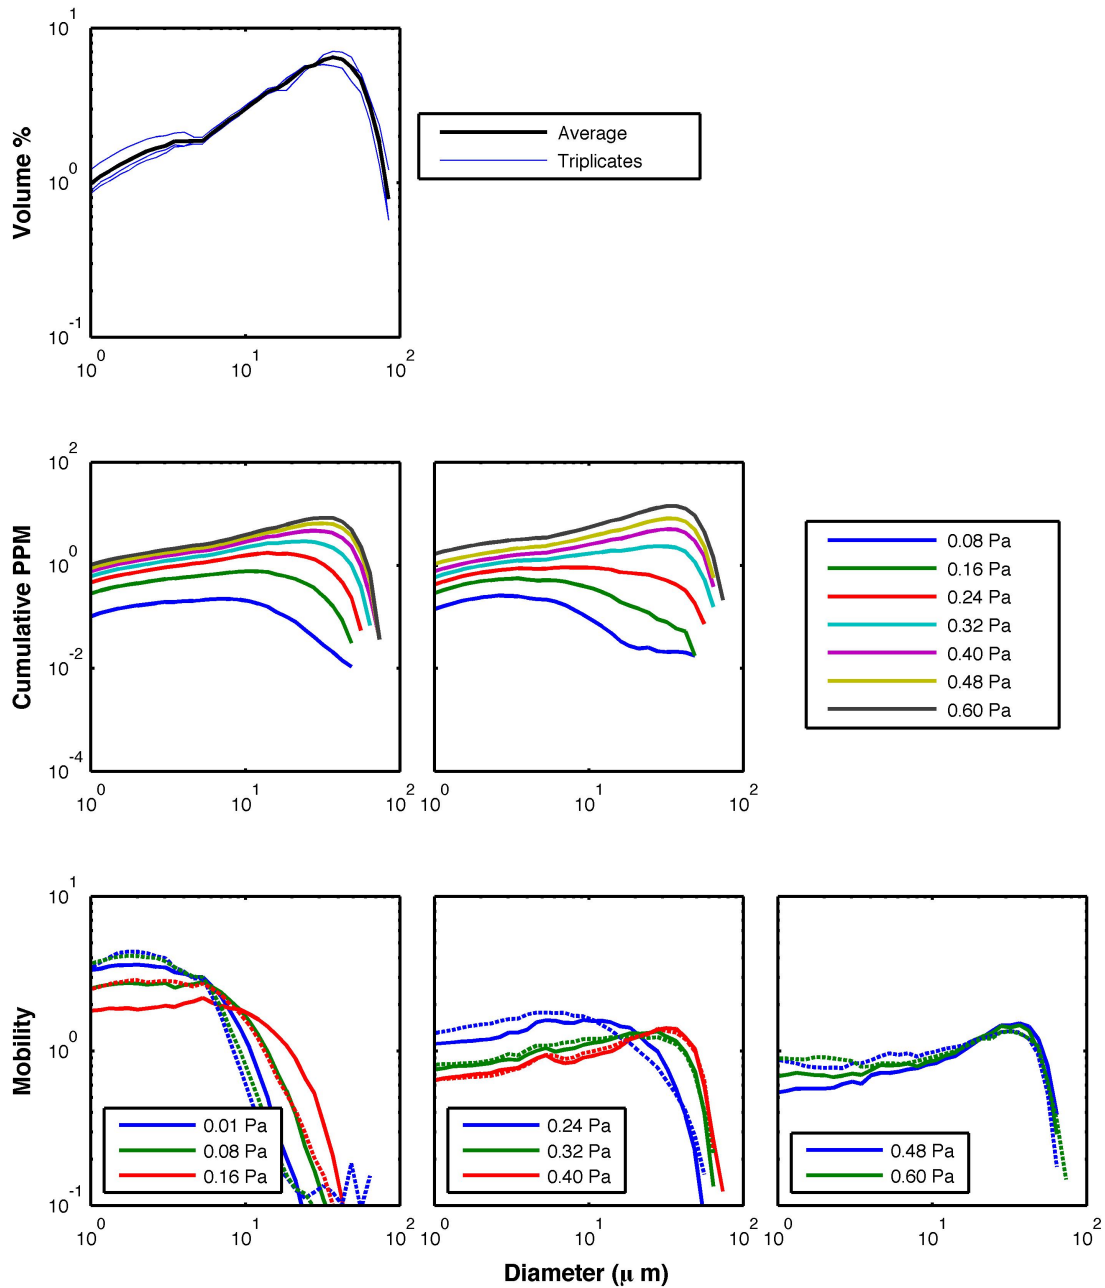 10^1
10^0
10^-1
Volume %
10^0 10^1 10^2
Average
Triplicates
10^2
10^0
10^-2
10^-4
Cumulative PPM
10^0 10^1 10^2
10^0 10^1 10^2
0.08 Pa
0.16 Pa
0.24 Pa
0.32 Pa
0.40 Pa
0.48 Pa
0.60 Pa
10^1
10^0
10^-1
Mobility
0.01 Pa
0.08 Pa
0.16 Pa
10^0 10^1 10^2
0.24 Pa
0.32 Pa
0.40 Pa
10^0 10^1 10^2
0.48 Pa
0.60 Pa
10^0 10^1 10^2
Diameter (μ m)